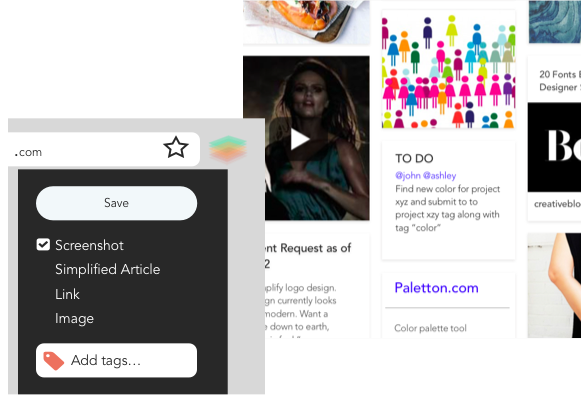 .com
Save
Screenshot
Simplified Article
Link
Image
Add tags...
ent Request as of
2
plify logo design.
gn currently looks
modern. Want a
e down to earth,
TO DO
@john @ashley
Find new color for project
xyz and submit to to
project xzy tag along with
tag “color”
Paletton.com
Color palette tool
20 Fonts
Designer
B
creativeblo